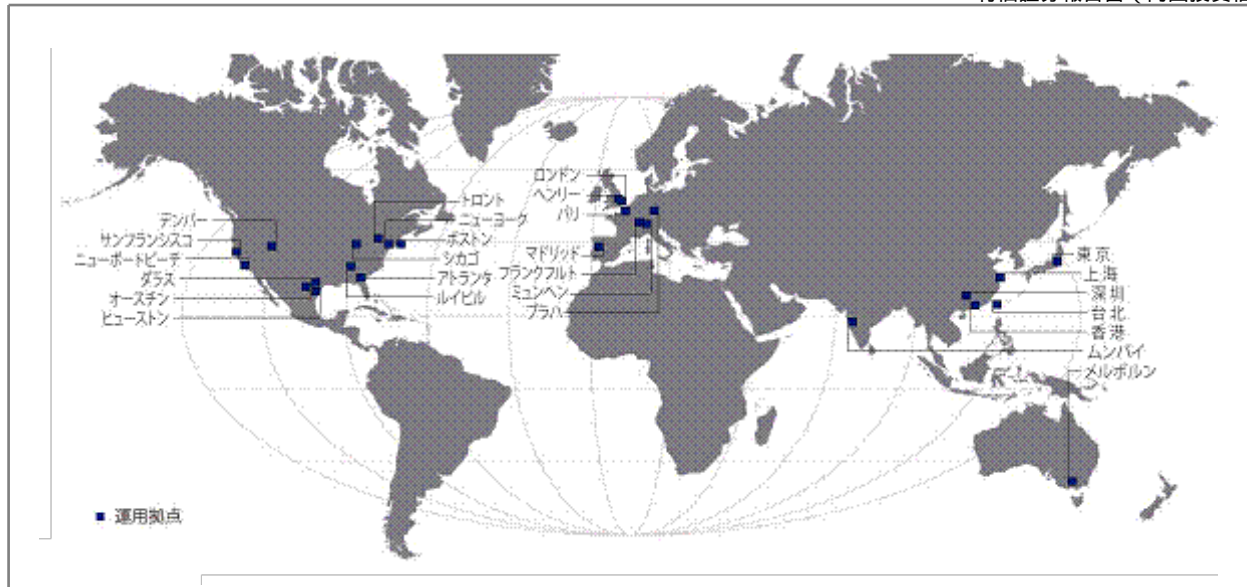 デンバー
サンフランシスコ
ニューポートビーチ
ダラス
オースチン
ヒューストン
トロント
ニューヨーク
ボストン
シカゴ
アトランタ
ルイビル
ロンドン
ヘンリー
パリ
マドリッド
フランクフルト
ミュンヘン
プラハ
東京
上海
深圳
台北
香港
ムンバイ
メルボルン
■ 運用拠点